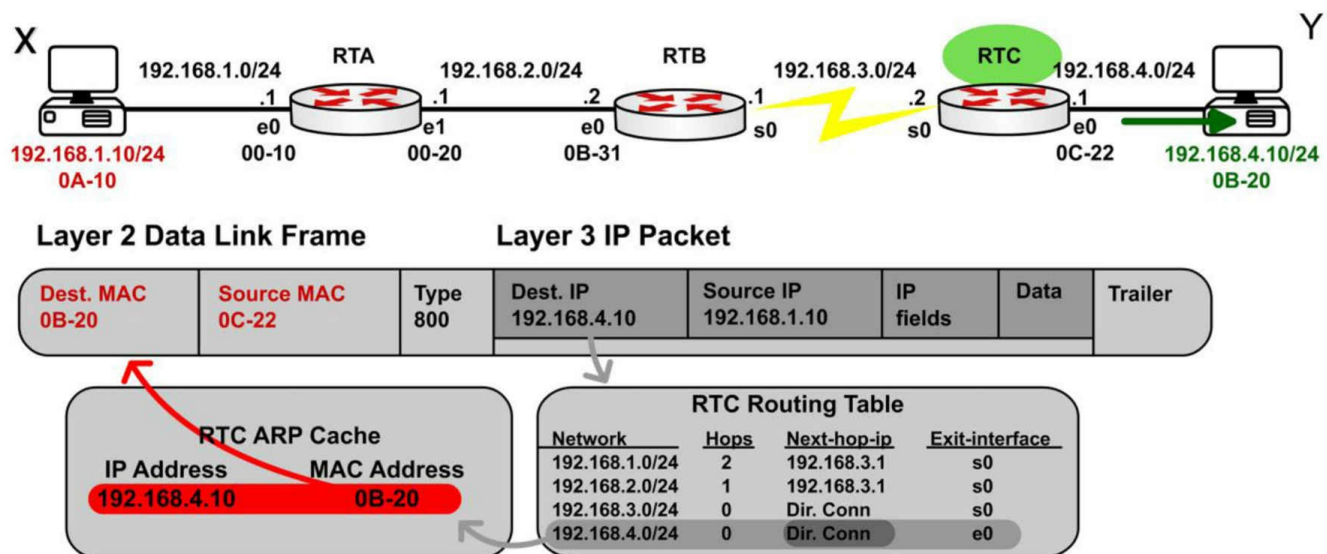 X
Y
RTA
RTB
RTC
192.168.1.0/24
192.168.2.0/24
192.168.3.0/24
192.168.4.0/24
.1
.1
.2
.1
.2
.1
e0
e1
e0
s0
s0
e0
192.168.1.10/24
00-10
00-20
0B-31
0C-22
192.168.4.10/24
0A-10
0B-20
Layer 2 Data Link Frame
Layer 3 IP Packet
Dest. MAC
0B-20
Source MAC
0C-22
Type
800
Dest. IP
192.168.4.10
Source IP
192.168.1.10
IP
fields
Data
Trailer
RTC ARP Cache
IP Address MAC Address
192.168.4.10 0B-20
RTC Routing Table
Network Hops Next-hop-ip Exit-interface
192.168.1.0/24 2 192.168.3.1 s0
192.168.2.0/24 1 192.168.3.1 s0
192.168.3.0/24 0 Dir. Conn s0
192.168.4.0/24 0 Dir. Conn e0